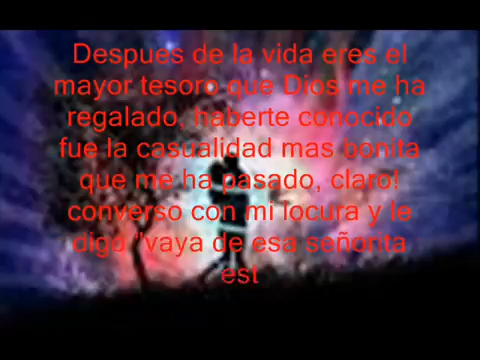 Despues de la vida eres el
mayor tesoro que Dios me ha
regalado, haberte conocido
fue la casualidad mas bonita
que me ha pasado, claro!
converso con mi locura y le
digo "vaya de esa señorita
est